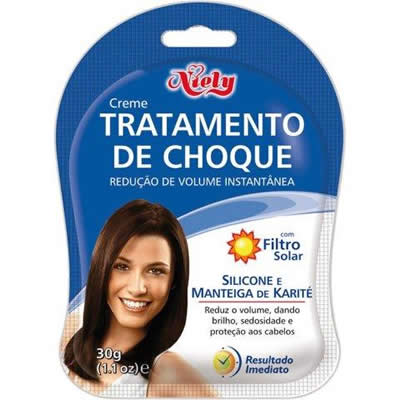 Niely
Creme
TRATAMENTO
DE CHOQUE
REDUÇÃO DE VOLUME INSTANTÂNEA
com
Filtro
Solar
SILICONE E
MANTEIGA DE KARITÉ
Reduz o volume, dando
brilho, sedosidade e
proteção aos cabelos
30g
(1.1 oz) e
Resultado
Imediato